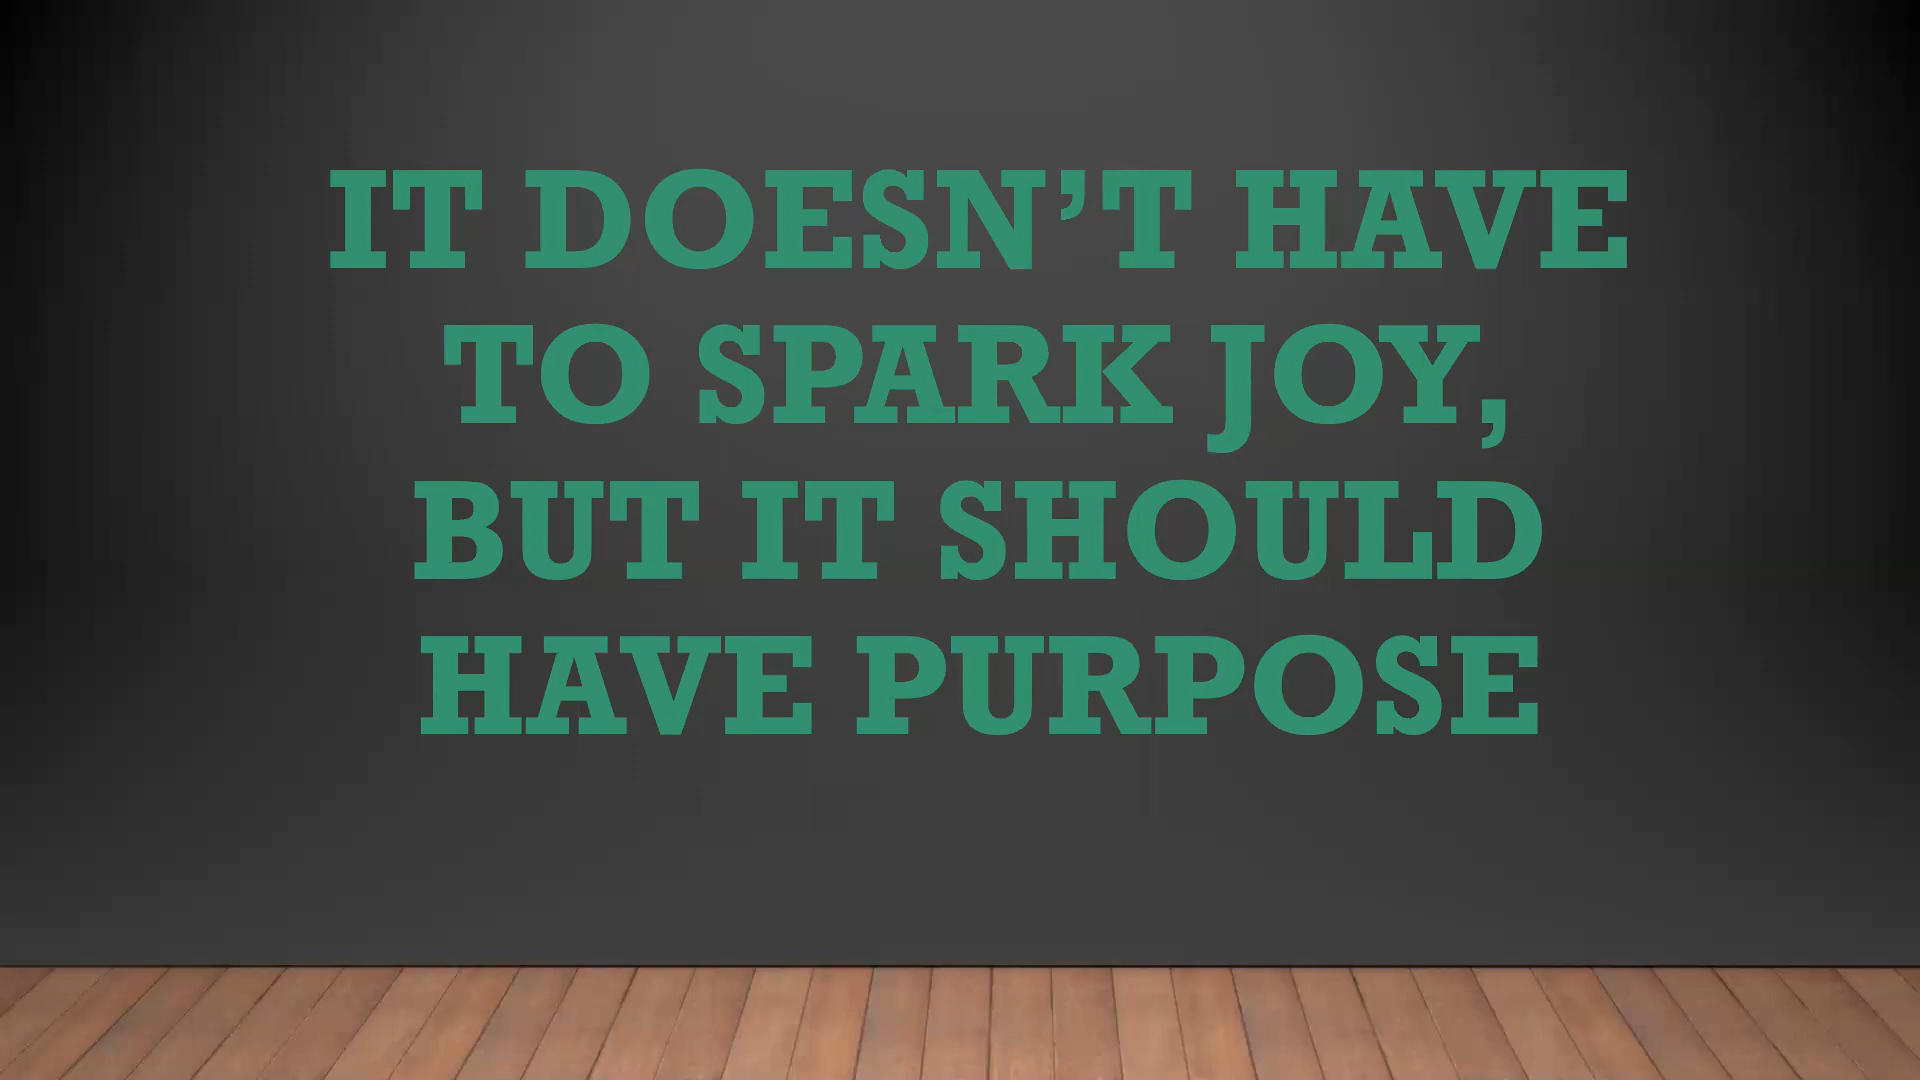 IT DOESN’T HAVE
TO SPARK JOY,
BUT IT SHOULD
HAVE PURPOSE